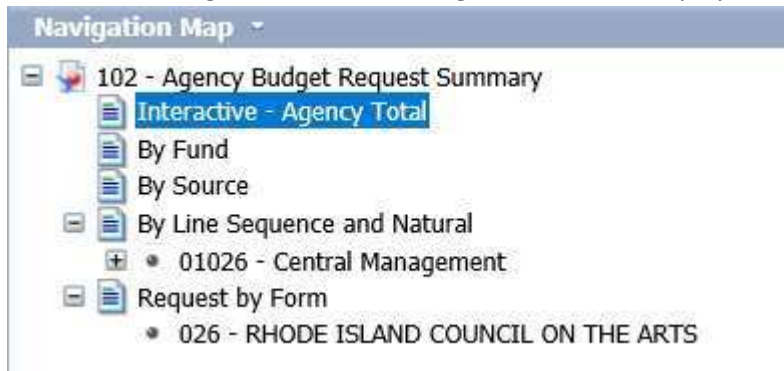 Navigation Map
102 - Agency Budget Request Summary
Interactive - Agency Total
By Fund
By Source
By Line Sequence and Natural
01026 - Central Management
Request by Form
026 - RHODE ISLAND COUNCIL ON THE ARTS